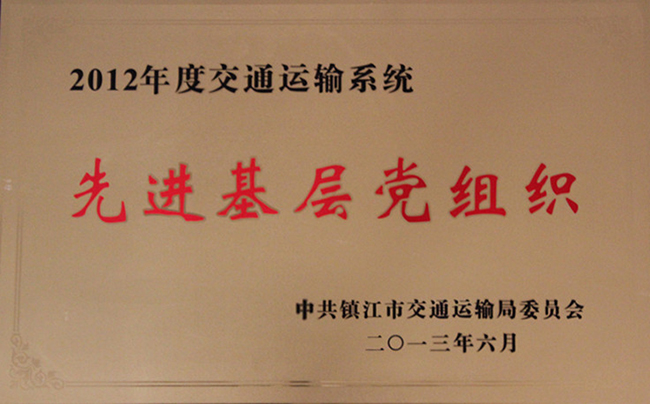 2012年度交通运输系统
先进基层党组织
中共镇江市交通运输局委员会
二〇一三年六月